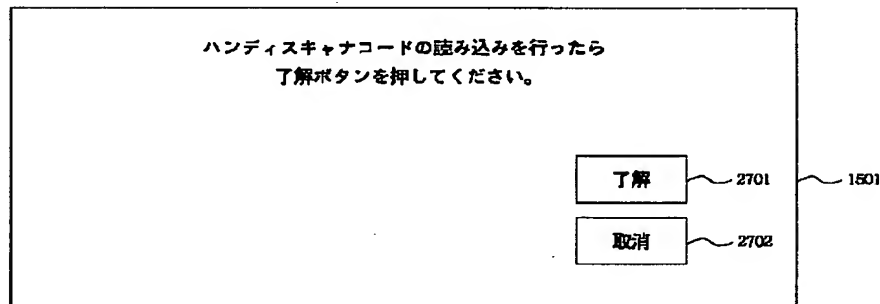 ハンディスキャナコードの読み込みを行ったら
了解ボタンを押してください。
了解
2701
1501
取消
2702